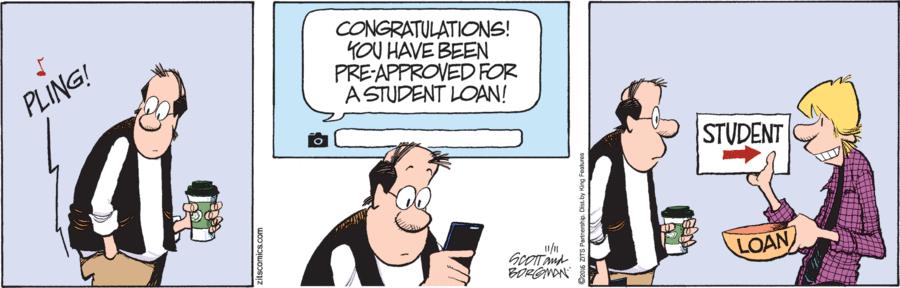 PLING!
zitscomics.com
CONGRATULATIONS!
YOU HAVE BEEN
PRE-APPROVED FOR
A STUDENT LOAN!
11/11
SCOTT and
BORGMAN
©2016 ZITS Partnership. Dist. by King Features
STUDENT
LOAN